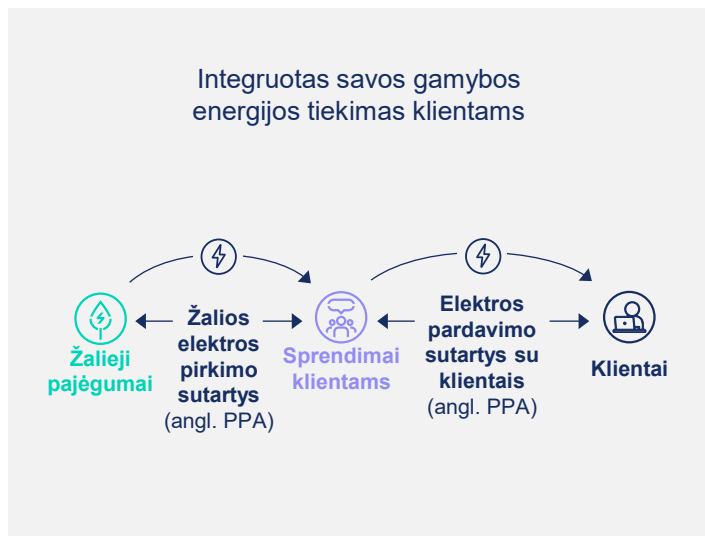 Integruotas savos gamybos
energijos tiekimas klientams
Žalieji
pajėgumai
Žalios
elektros
pirkimo
sutartys
(angl. PPA)
Sprendimai
klientams
Elektros
pardavimo
sutartys su
klientais
(angl. PPA)
Klientai